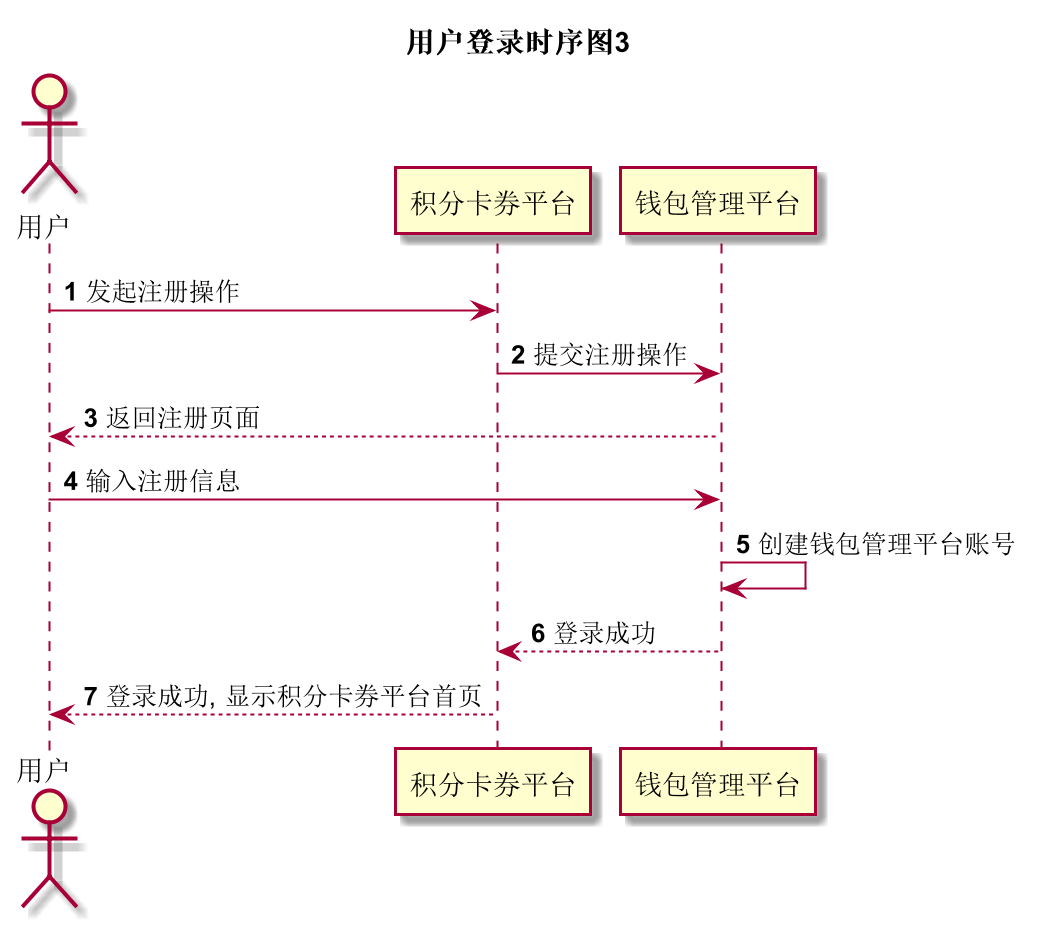 用户登录时序图3
用户
积分卡券平台
钱包管理平台
1 发起注册操作
2 提交注册操作
3 返回注册页面
4 输入注册信息
5 创建钱包管理平台账号
6 登录成功
7 登录成功, 显示积分卡券平台首页
用户
积分卡券平台
钱包管理平台